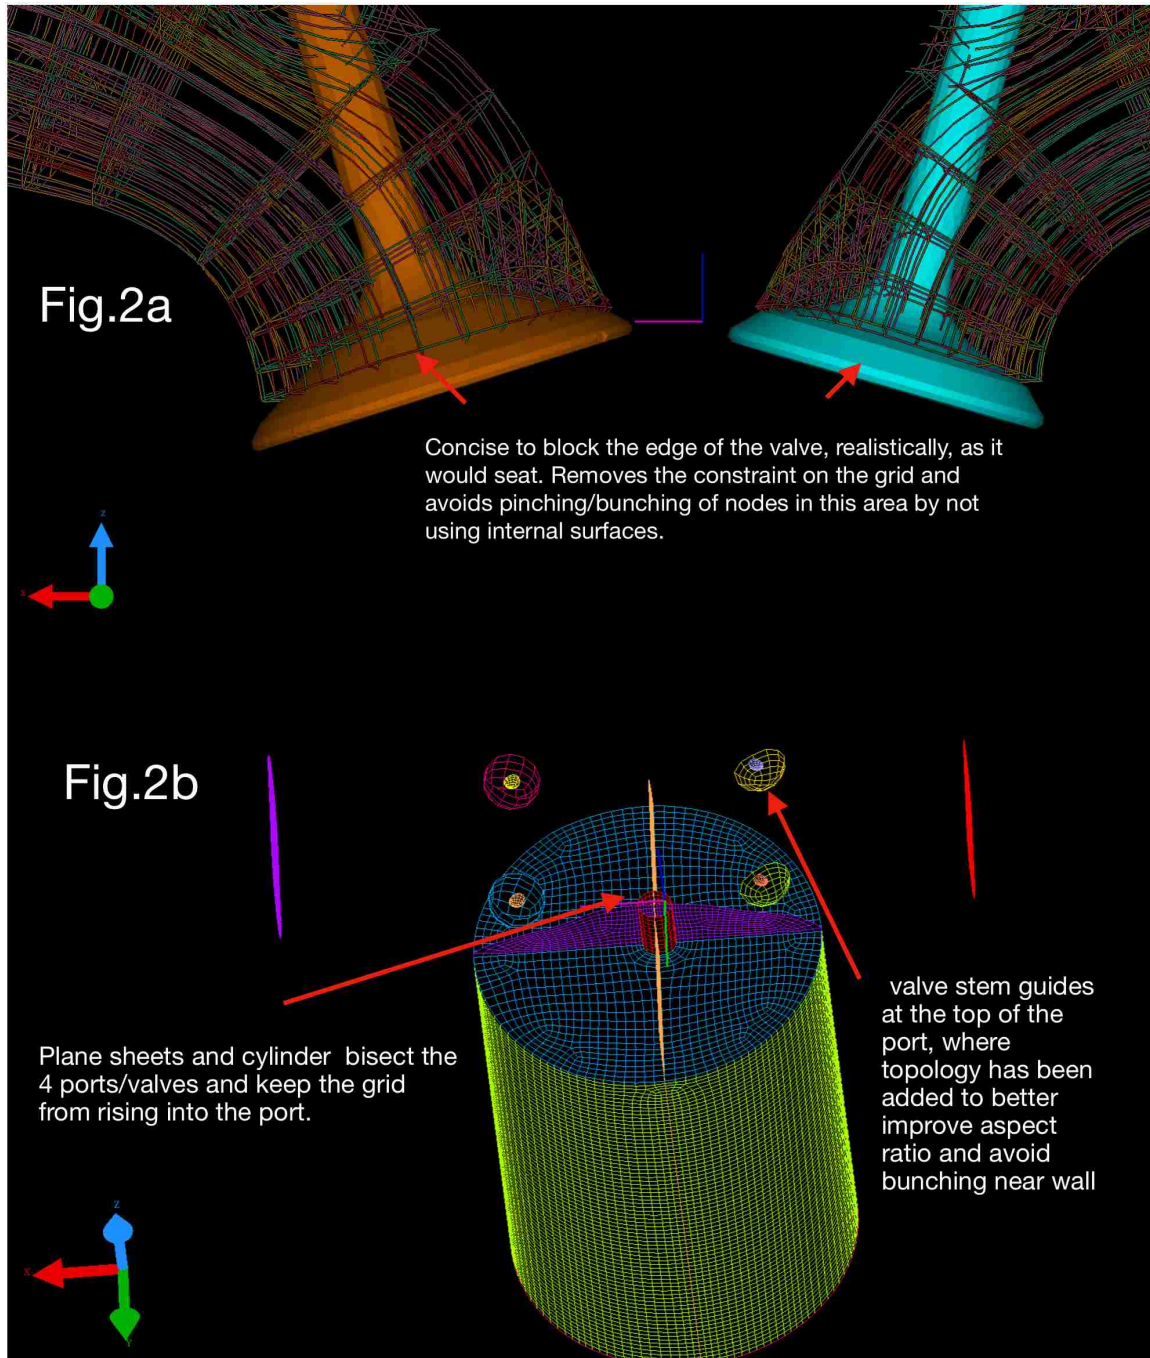 Fig.2a
Concise to block the edge of the valve, realistically, as it
would seat. Removes the constraint on the grid and
avoids pinching/bunching of nodes in this area by not
using internal surfaces.
z
x
Fig.2b
valve stem guides
at the top of the
port, where
topology has been
added to better
improve aspect
ratio and avoid
bunching near wall
Plane sheets and cylinder bisect the
4 ports/valves and keep the grid
from rising into the port.
Z
X
Y